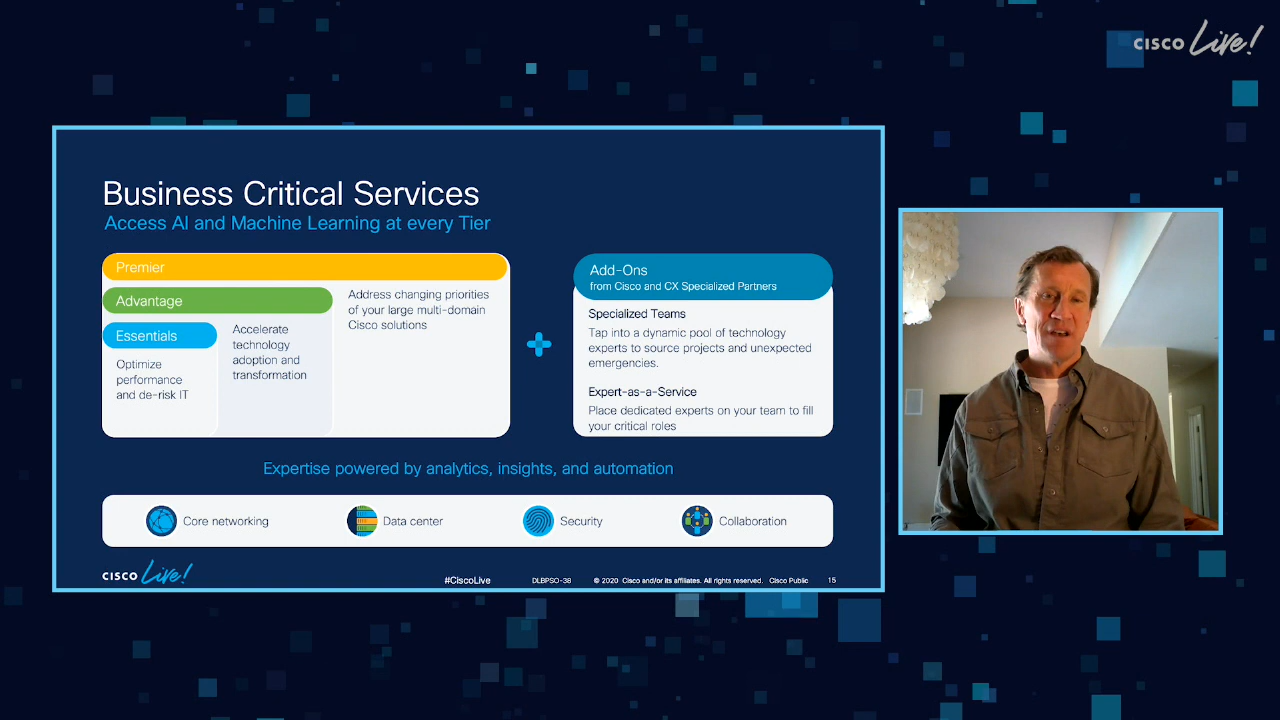 CISCO Live!
Business Critical Services
Access AI and Machine Learning at every Tier
Premier
Advantage
Essentials
Optimize
performance
and de-risk IT
Accelerate
technology
adoption and
transformation
Address changing priorities
of your large multi-domain
Cisco solutions
Add-Ons
from Cisco and CX Specialized Partners
Specialized Teams
Tap into a dynamic pool of technology
experts to source projects and unexpected
emergencies.
Expert-as-a-Service
Place dedicated experts on your team to fill
your critical roles
Expertise powered by analytics, insights, and automation
Core networking
Data center
Security
Collaboration
CISCO Live!
#CiscoLive
DLBPSO-38
© 2020 Cisco and/or its affiliates. All rights reserved. Cisco Public
15